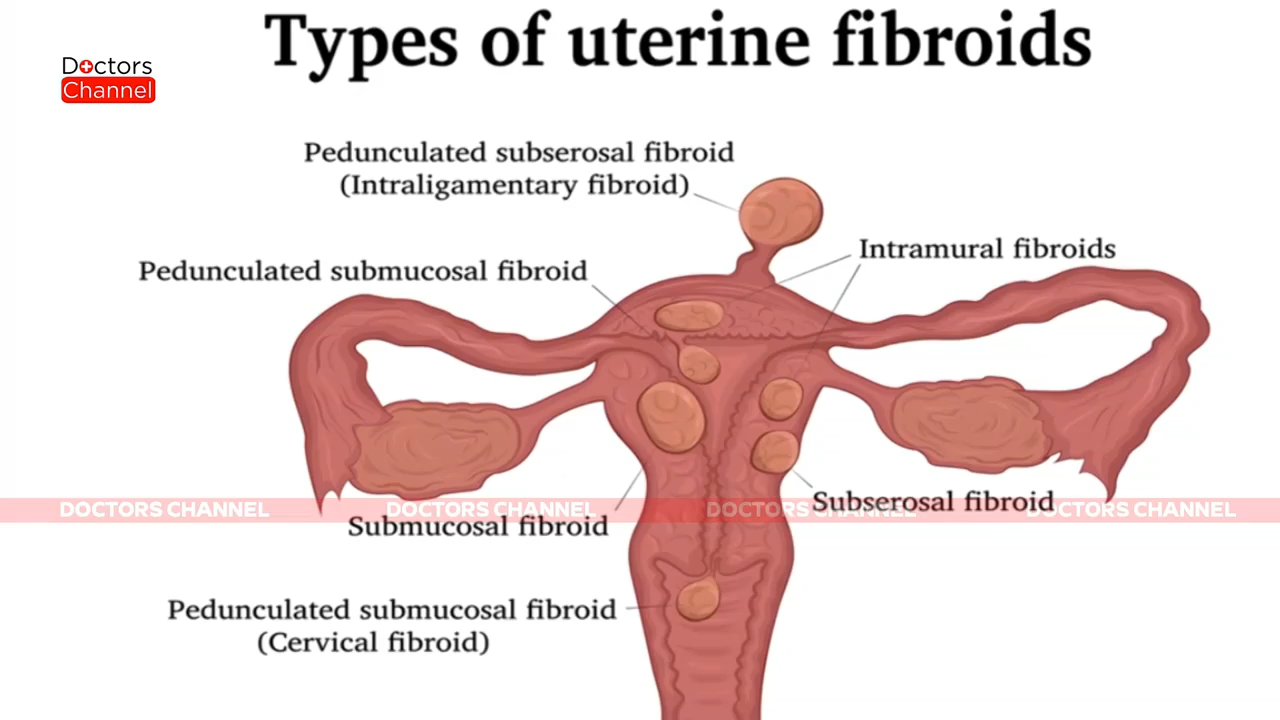 Types of uterine fibroids
Doctors
Channel
Pedunculated subserosal fibroid
(Intraligamentary fibroid)
Intramural fibroids
Pedunculated submucosal fibroid
Subserosal fibroid
DOCTORS CHANNEL DOCTORS CHANNEL DOCTORS CHANNEL DOCTORS CHANNEL
Submucosal fibroid
Pedunculated submucosal fibroid
(Cervical fibroid)